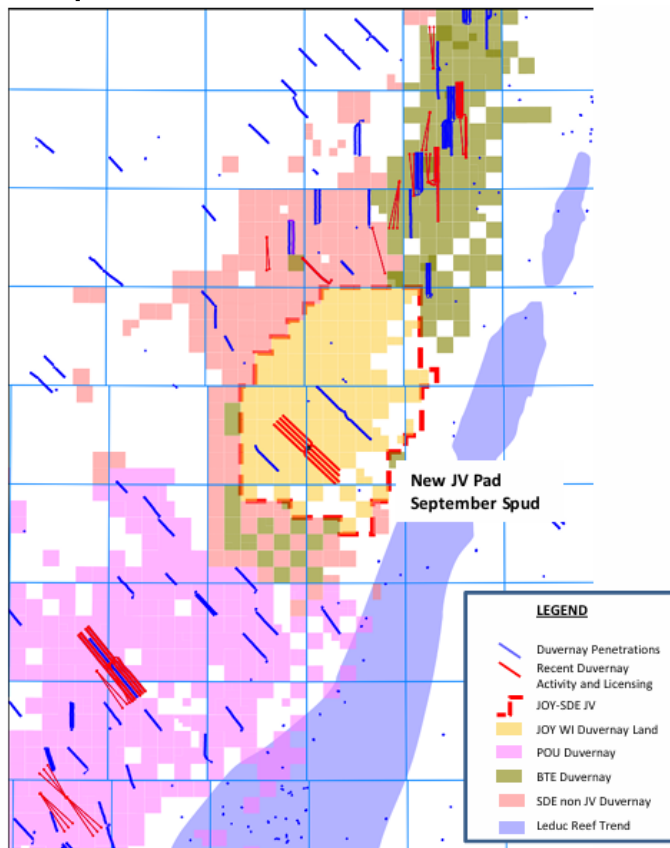 New JV Pad
September Spud
LEGEND
Duvernay Penetrations
Recent Duvernay
Activity and Licensing
JOY-SDE JV
JOY WI Duvernay Land
POU Duvernay
BTE Duvernay
SDE non JV Duvernay
Leduc Reef Trend